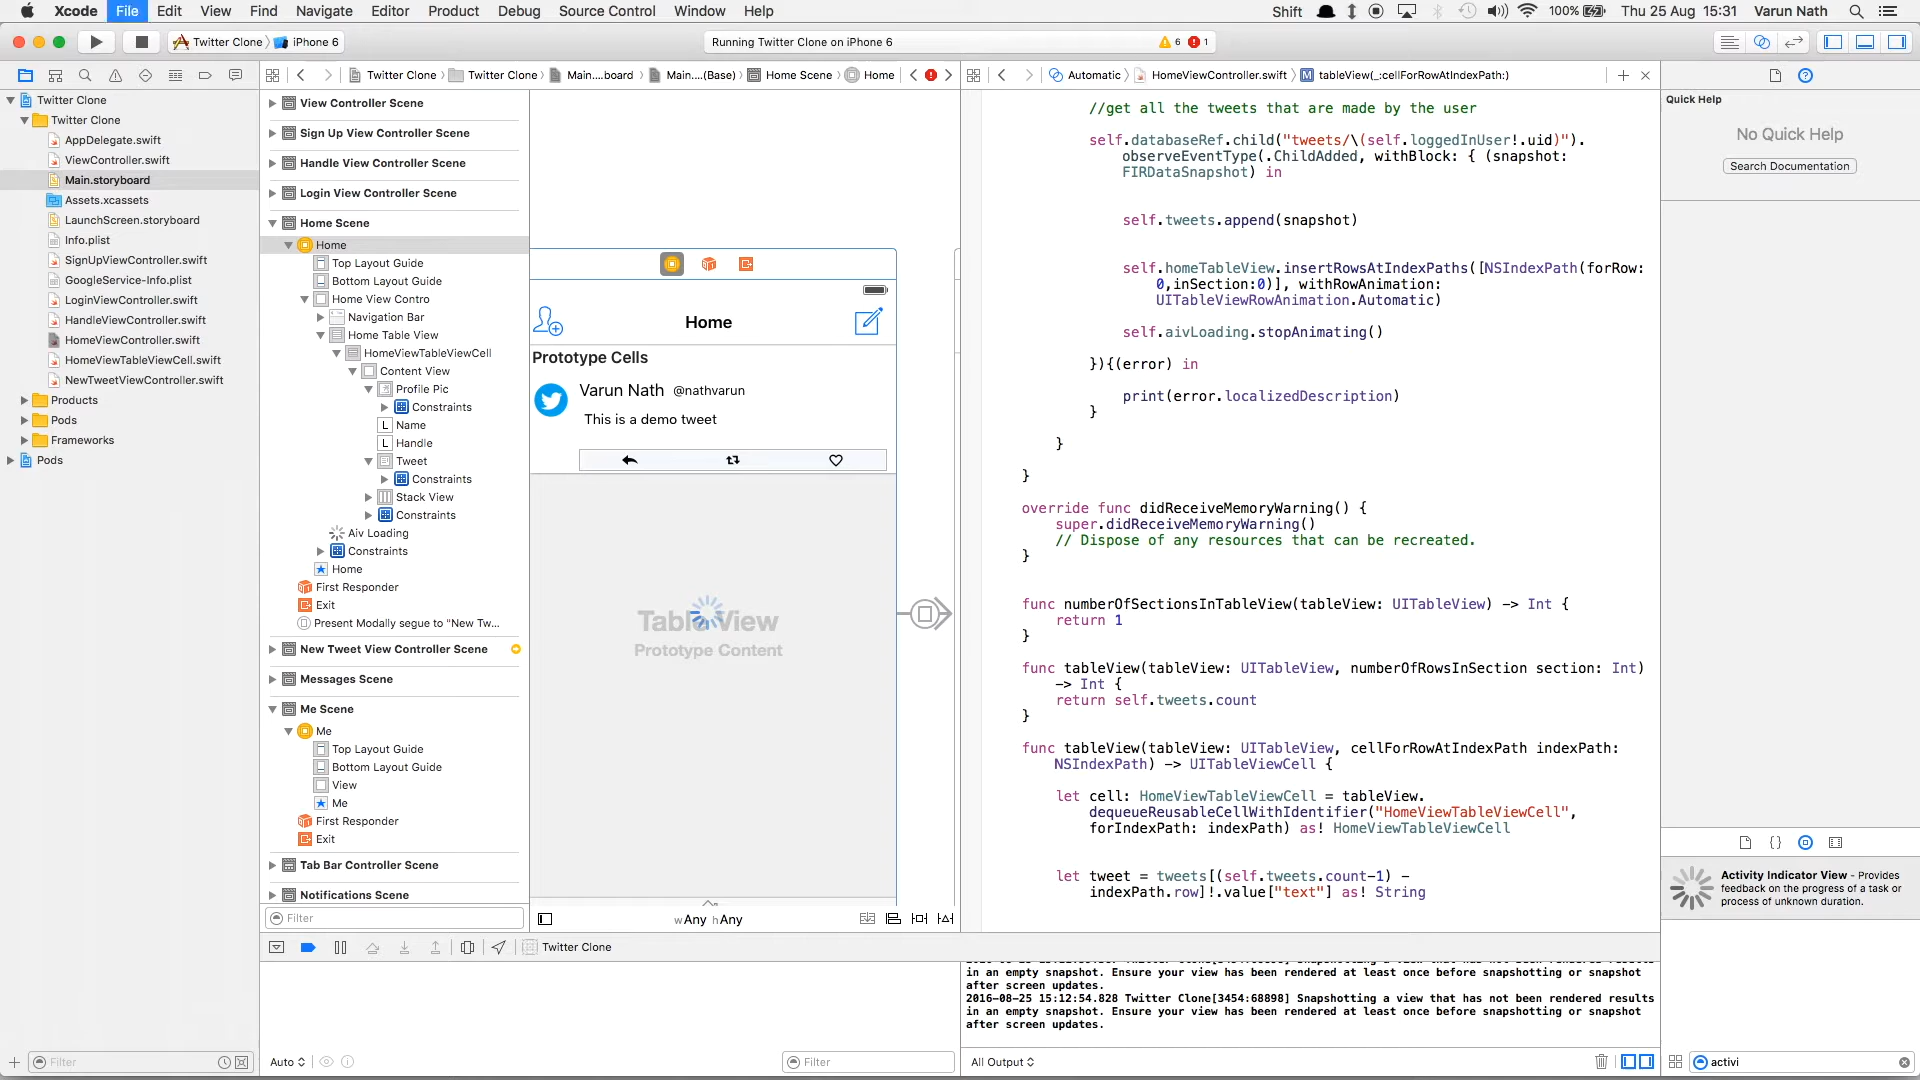 Xcode File Edit View Find Navigate Editor Product Debug Source Control Window Help Shift 100% Thu 25 Aug 15:31 Varun Nath
Twitter Clone iPhone 6 Running Twitter Clone on iPhone 6 6 1
Twitter Clone Twitter Clone Main....board Main....(Base) Home Scene Home
Automatic HomeViewController.swift M tableView(_:cellForRowAtIndexPath:)
Twitter Clone
Twitter Clone
AppDelegate.swift
ViewController.swift
Main.storyboard
Assets.xcassets
LaunchScreen.storyboard
Info.plist
SignUpViewController.swift
GoogleService-Info.plist
LoginViewController.swift
HandleViewController.swift
HomeViewController.swift
HomeViewTableViewCell.swift
NewTweetViewController.swift
Products
Pods
Frameworks
Pods
Filter
View Controller Scene
Sign Up View Controller Scene
Handle View Controller Scene
Login View Controller Scene
Home Scene
Home
Top Layout Guide
Bottom Layout Guide
Home View Contro
Navigation Bar
Home Table View
HomeViewTableViewCell
Content View
Profile Pic
Constraints
L Name
L Handle
Tweet
Constraints
Stack View
Constraints
Aiv Loading
Constraints
Home
First Responder
Exit
Present Modally segue to "New Tw...
New Tweet View Controller Scene
Messages Scene
Me Scene
Me
Top Layout Guide
Bottom Layout Guide
View
Me
First Responder
Exit
Tab Bar Controller Scene
Notifications Scene
Filter
Home
Prototype Cells
Varun Nath @nathvarun
This is a demo tweet
Table View
Prototype Content
wAny hAny
//get all the tweets that are made by the user
self.databaseRef.child("tweets/\(self.loggedInUser!.uid)").
observeEventType(.ChildAdded, withBlock: { (snapshot:
FIRDataSnapshot) in
self.tweets.append(snapshot)
self.homeTableView.insertRowsAtIndexPaths([NSIndexPath(forRow:
0,inSection:0)], withRowAnimation:
UITableViewRowAnimation.Automatic)
self.aivLoading.stopAnimating()
}){(error) in
print(error.localizedDescription)
}
}
}
override func didReceiveMemoryWarning() {
super.didReceiveMemoryWarning()
// Dispose of any resources that can be recreated.
}
func numberOfSectionsInTableView(tableView: UITableView) -> Int {
return 1
}
func tableView(tableView: UITableView, numberOfRowsInSection section: Int)
-> Int {
return self.tweets.count
}
func tableView(tableView: UITableView, cellForRowAtIndexPath indexPath:
NSIndexPath) -> UITableViewCell {
let cell: HomeViewTableViewCell = tableView.
dequeueReusableCellWithIdentifier("HomeViewTableViewCell",
forIndexPath: indexPath) as! HomeViewTableViewCell
let tweet = tweets[(self.tweets.count-1) -
indexPath.row]!.value["text"] as! String
Quick Help
No Quick Help
Search Documentation
Activity Indicator View - Provides
feedback on the progress of a task or
process of unknown duration.
activi
Twitter Clone
in an empty snapshot. Ensure your view has been rendered at least once before snapshotting or snapshot
after screen updates.
2016-08-25 15:12:54.828 Twitter Clone[3454:68898] Snapshotting a view that has not been rendered results
in an empty snapshot. Ensure your view has been rendered at least once before snapshotting or snapshot
after screen updates.
Auto Filter All Output